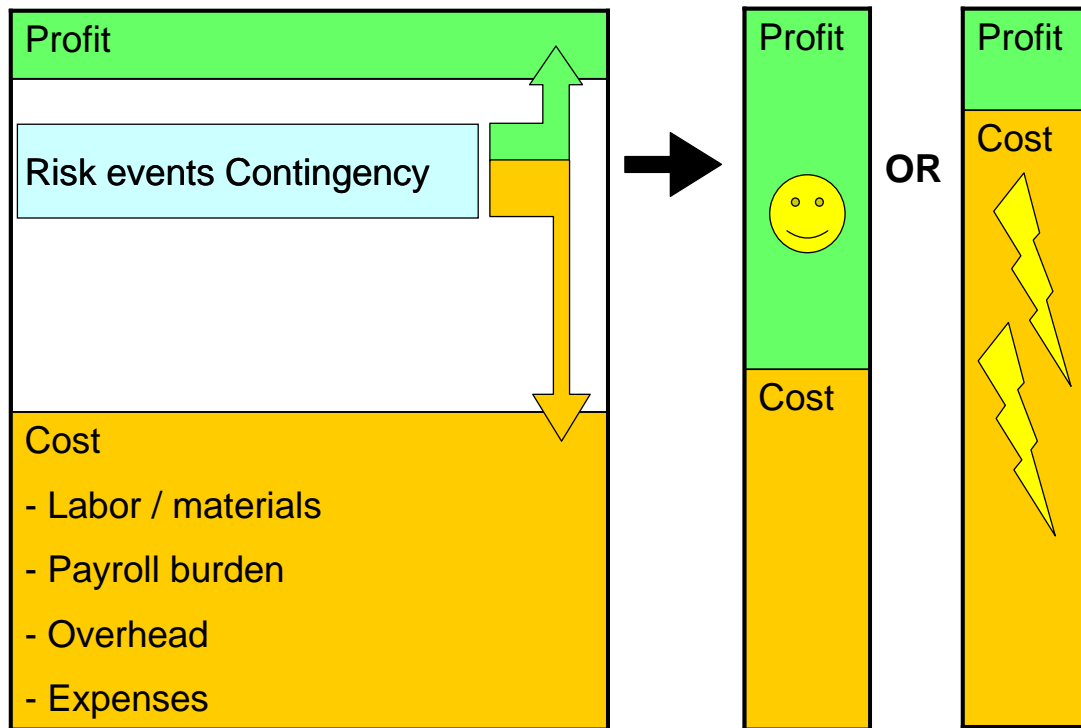 Profit
Risk events Contingency
Cost
- Labor / materials
- Payroll burden
- Overhead
- Expenses
Profit
Cost
OR
Profit
Cost